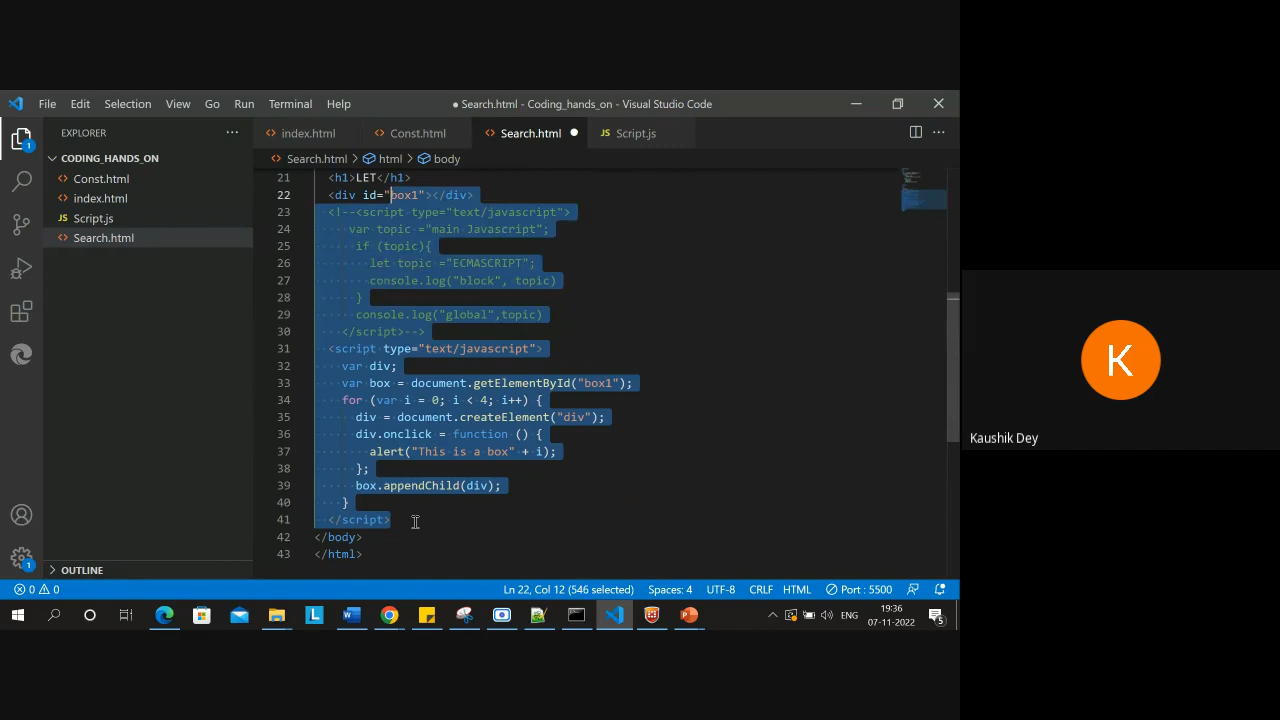 File Edit Selection View Go Run Terminal Help ● Search.html - Coding_hands_on - Visual Studio Code
EXPLORER ··· index.html Const.html Search.html ● Script.js ···
CODING_HANDS_ON
Const.html
index.html
Script.js
Search.html
Search.html > html > body
21 <h1>LET</h1>
22 <div id="box1"></div>
23 <!--<script type="text/javascript">
24 var topic ="main Javascript";
25 if (topic){
26 let topic ="ECMASCRIPT";
27 console.log("block", topic)
28 }
29 console.log("global",topic)
30 </script>-->
31 <script type="text/javascript">
32 var div;
33 var box = document.getElementById("box1");
34 for (var i = 0; i < 4; i++) {
35 div = document.createElement("div");
36 div.onclick = function () {
37 alert("This is a box" + i);
38 };
39 box.appendChild(div);
40 }
41 </script>
42 </body>
43 </html>
OUTLINE
1
1
0 0 Ln 22, Col 12 (546 selected) Spaces: 4 UTF-8 CRLF HTML Port : 5500
L ENG 19:36
07-11-2022 5
K
Kaushik Dey